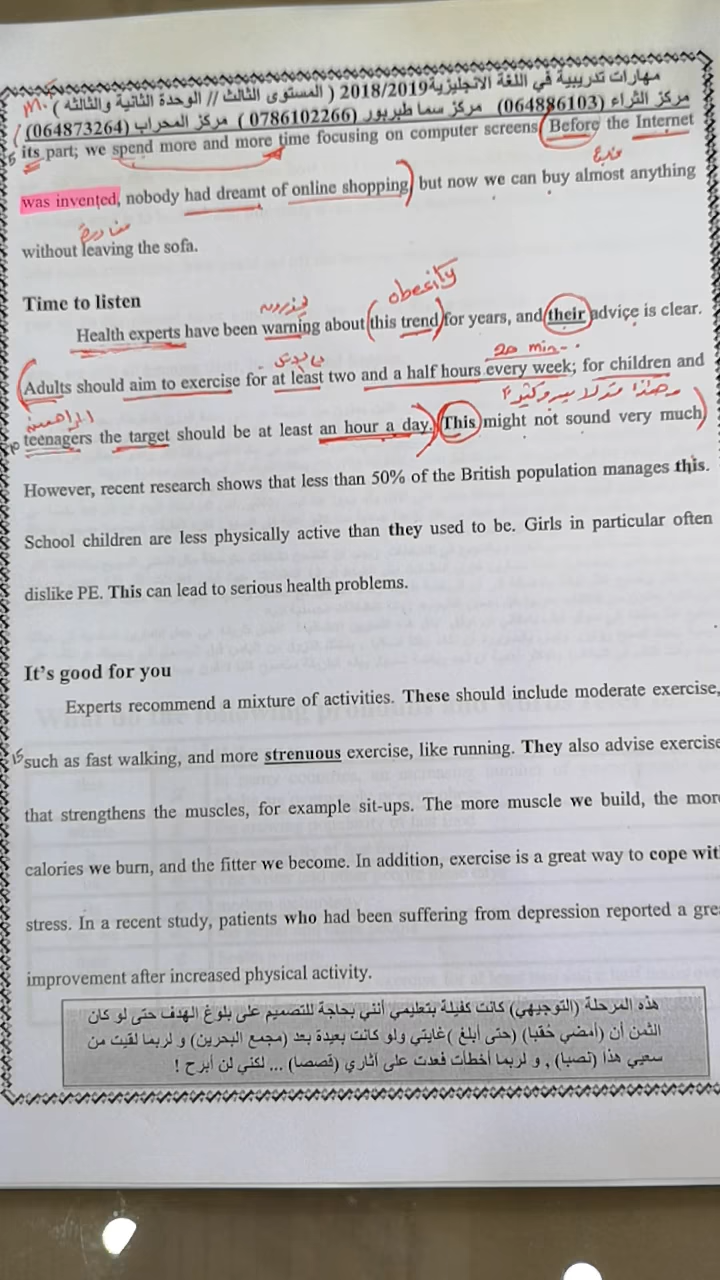 مهارات تدريبية في اللغة الانجليزية 2018/2019 ( المستوى الثالث // الوحدة الثانية والثالثة )
مركز الثراء (064886103) مركز سما طبربور (0786102266 ) مركز المحراب (064873264)
its part; we spend more and more time focusing on computer screens. Before the Internet
was invented, nobody had dreamt of online shopping, but now we can buy almost anything
without leaving the sofa.
Time to listen
obesity
Health experts have been warning about this trend for years, and their advice is clear.
20 min
Adults should aim to exercise for at least two and a half hours every week; for children and
teenagers the target should be at least an hour a day. This might not sound very much.
However, recent research shows that less than 50% of the British population manages this.
School children are less physically active than they used to be. Girls in particular often
dislike PE. This can lead to serious health problems.
It's good for you
Experts recommend a mixture of activities. These should include moderate exercise,
15 such as fast walking, and more strenuous exercise, like running. They also advise exercise
that strengthens the muscles, for example sit-ups. The more muscle we build, the mor
calories we burn, and the fitter we become. In addition, exercise is a great way to cope wit
stress. In a recent study, patients who had been suffering from depression reported a gre
improvement after increased physical activity.
هذه المرحلة (التوجيهي) كانت كفيلة بتعليمي أنني بحاجة للتصميم على بلوغ الهدف حتى لو كان
الثمن أن (أمضي حُقبا) (حتى أبلغ )غايتي ولو كانت بعيدة بعد (مجمع البحرين) و لربما لقيت من
سعيي هذا (نصبا) , و لربما أخطأت فعدت على آثاري (قصصا) ... لكني لن أبرح !